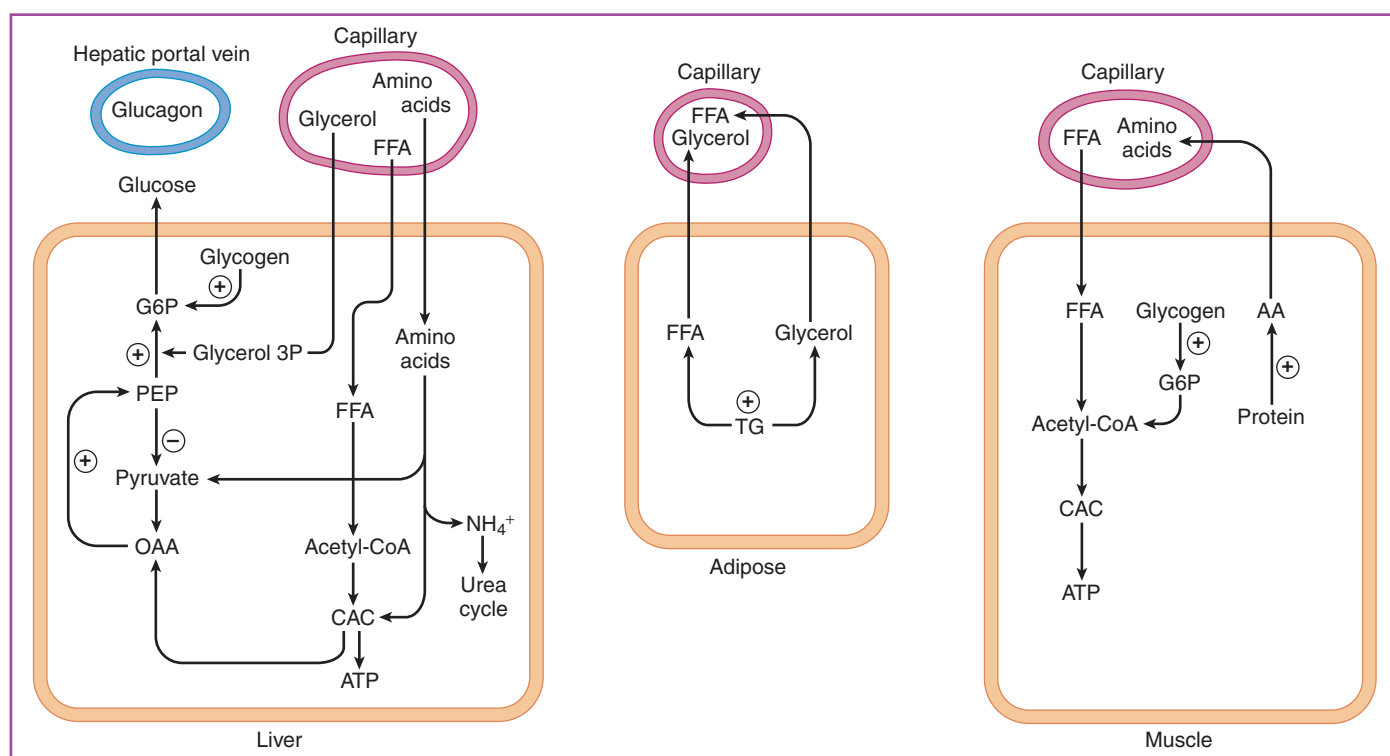 Hepatic portal vein
Glucagon
Capillary
Amino
acids
Glycerol
FFA
Glucose
Glycogen
+
G6P
+
Glycerol 3P
Amino
acids
PEP
FFA
−
+
Pyruvate
OAA
Acetyl-CoA
NH₄⁺
Urea
cycle
CAC
ATP
Liver
Capillary
FFA
Glycerol
FFA
Glycerol
+
TG
Adipose
Capillary
FFA
Amino
acids
FFA
Glycogen
AA
+
+
G6P
Acetyl-CoA
Protein
CAC
ATP
Muscle